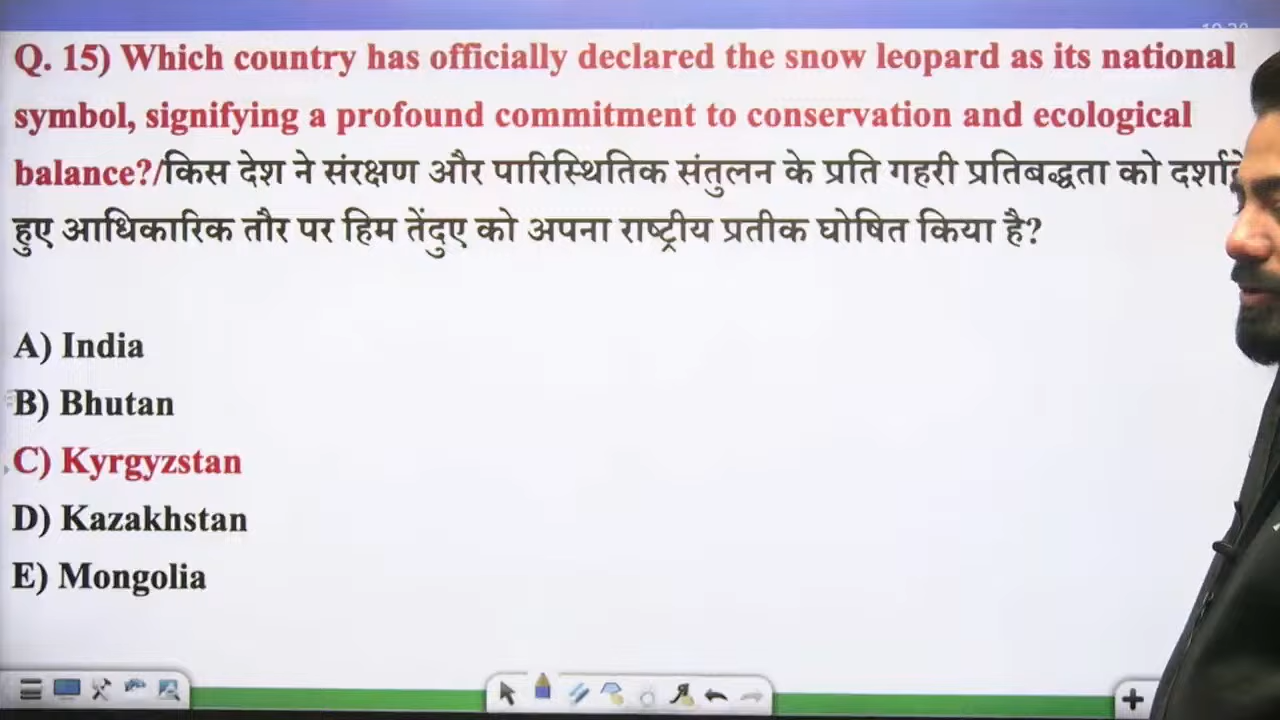 Q. 15) Which country has officially declared the snow leopard as its national
symbol, signifying a profound commitment to conservation and ecological
balance?/किस देश ने संरक्षण और पारिस्थितिक संतुलन के प्रति गहरी प्रतिबद्धता को
हुए आधिकारिक तौर पर हिम तेंदुए को अपना राष्ट्रीय प्रतीक घोषित किया है?
A) India
B) Bhutan
C) Kyrgyzstan
D) Kazakhstan
E) Mongolia